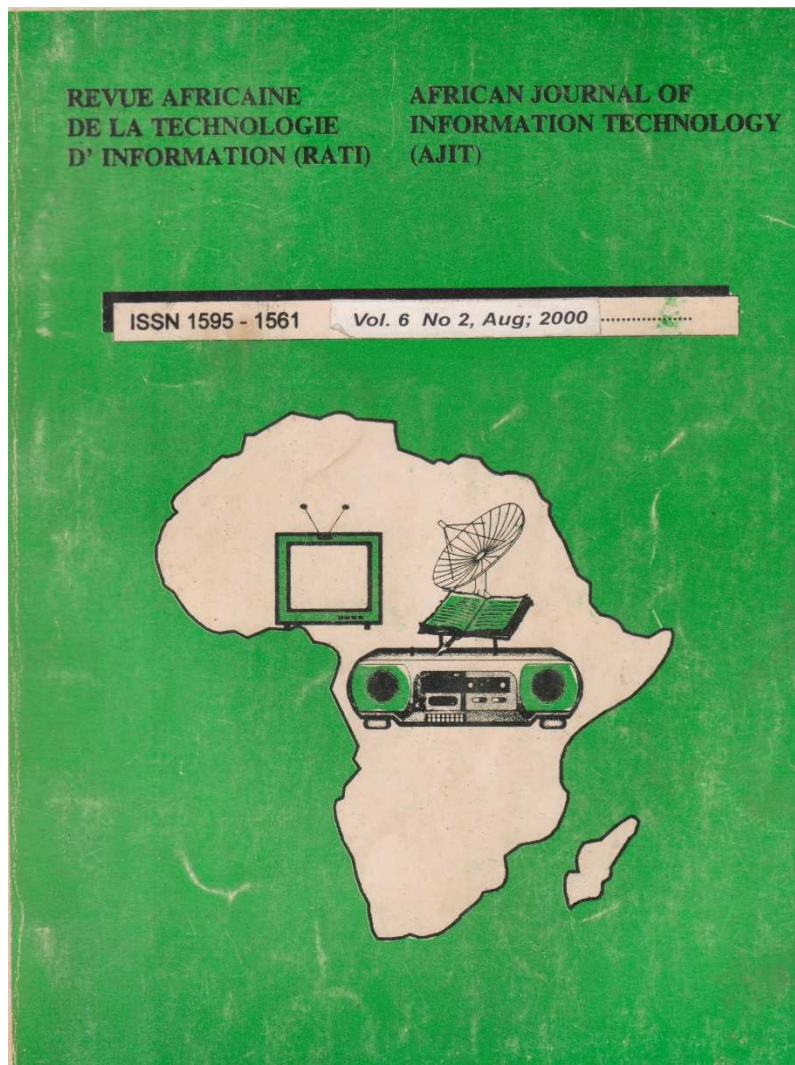 REVUE AFRICAINE
DE LA TECHNOLOGIE
D' INFORMATION (RATI)
AFRICAN JOURNAL OF
INFORMATION TECHNOLOGY
(AJIT)
ISSN 1595 - 1561
Vol. 6 No 2, Aug; 2000 ..................